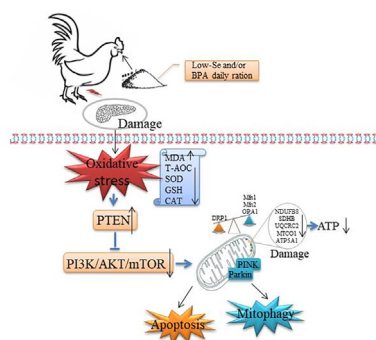 Low-Se and/or
BPA daily ration
Damage
Oxidative
stress
MDA
T-AOC
SOD
GSH
CAT
PTEN
PI3K/AKT/mTOR
DRP1
Mfn1
Mfn2
OPA1
NDUFB8
SDHB
UQCRC2
MTCO1
ATP5A1
ATP
Damage
PINK
Parkin
Apoptosis
Mitophagy